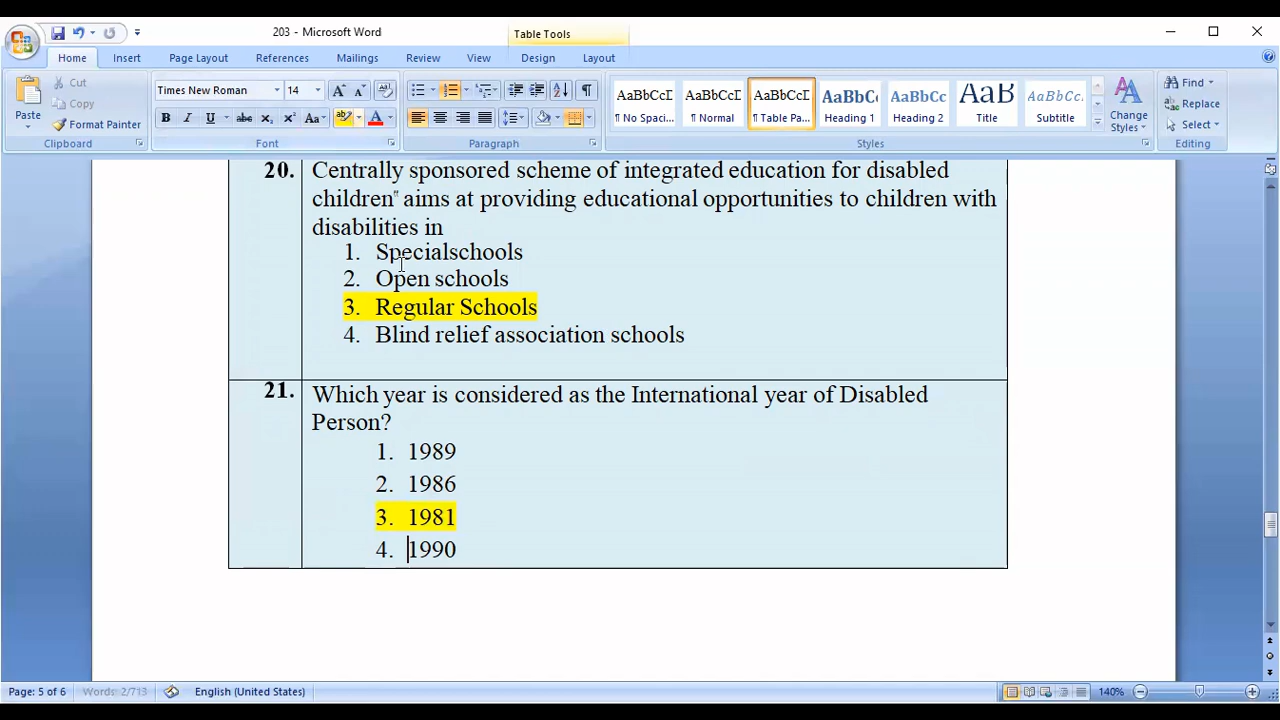 203 - Microsoft Word
Table Tools
Home Insert Page Layout References Mailings Review View Design Layout
Paste
Cut
Copy
Format Painter
Clipboard
Times New Roman 14
Font
Paragraph
AaBbCcI AaBbCcI AaBbCcI AaBbC AaBbCc AaB AaBbCc.
¶ No Spaci... ¶ Normal ¶ Table Pa... Heading 1 Heading 2 Title Subtitle
Change Styles
Styles
Find
Replace
Select
Editing
20. Centrally sponsored scheme of integrated education for disabled
children" aims at providing educational opportunities to children with
disabilities in
1. Specialschools
2. Open schools
3. Regular Schools
4. Blind relief association schools
21. Which year is considered as the International year of Disabled
Person?
1. 1989
2. 1986
3. 1981
4. 1990
Page: 5 of 6 Words: 2/713 English (United States) 140%